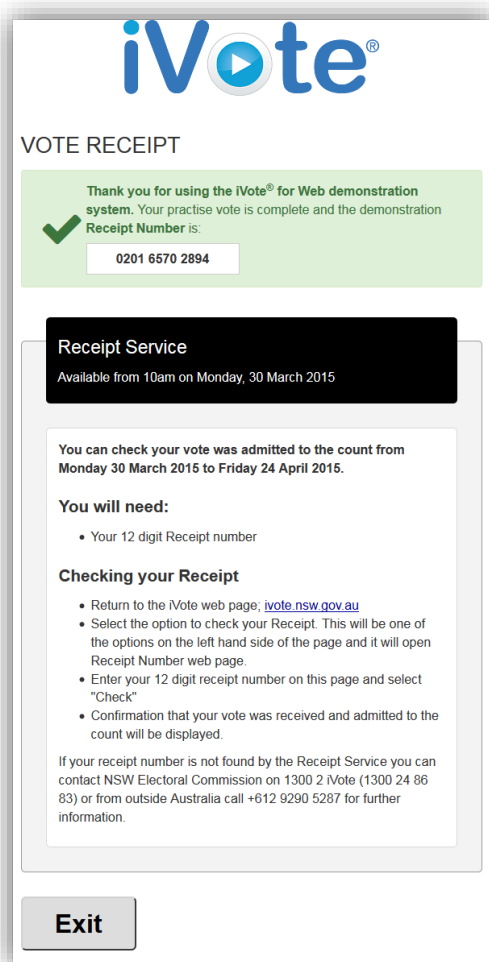 iVote®
VOTE RECEIPT
Thank you for using the iVote® for Web demonstration
system. Your practise vote is complete and the demonstration
Receipt Number is:
0201 6570 2894
Receipt Service
Available from 10am on Monday, 30 March 2015
You can check your vote was admitted to the count from
Monday 30 March 2015 to Friday 24 April 2015.
You will need:
• Your 12 digit Receipt number
Checking your Receipt
• Return to the iVote web page; ivote.nsw.gov.au
• Select the option to check your Receipt. This will be one of
the options on the left hand side of the page and it will open
Receipt Number web page.
• Enter your 12 digit receipt number on this page and select
"Check"
• Confirmation that your vote was received and admitted to the
count will be displayed.
If your receipt number is not found by the Receipt Service you can
contact NSW Electoral Commission on 1300 2 iVote (1300 24 86
83) or from outside Australia call +612 9290 5287 for further
information.
Exit